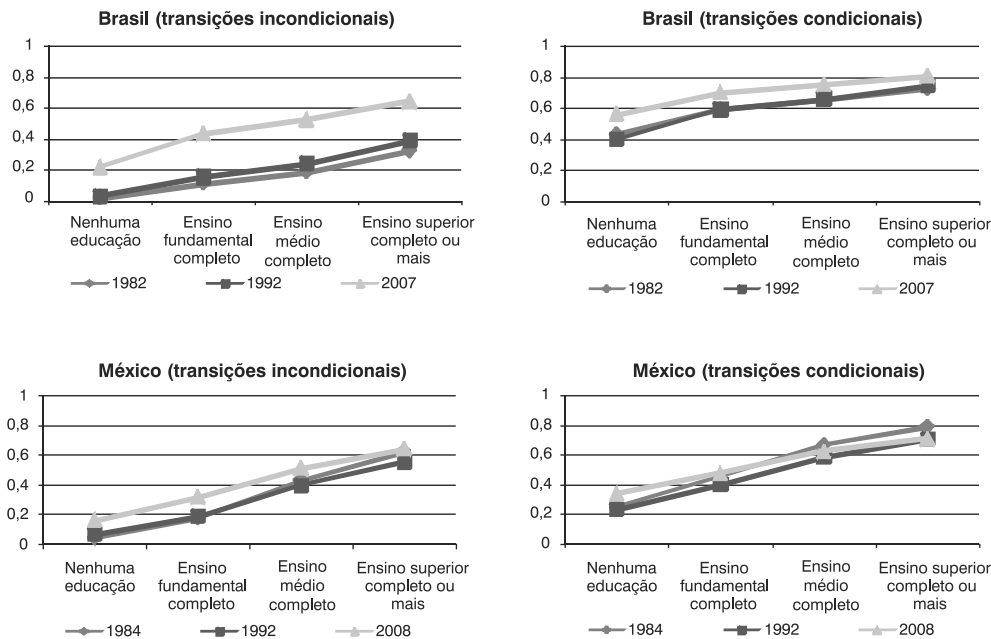 Brasil (transições incondicionais)
1
0,8
0,6
0,4
0,2
0
Nenhuma
educação
Ensino
fundamental
completo
Ensino
médio
completo
Ensino superior
completo ou
mais
1982
1992
2007
Brasil (transições condicionais)
1
0,8
0,6
0,4
0,2
0
Nenhuma
educação
Ensino
fundamental
completo
Ensino
médio
completo
Ensino superior
completo ou
mais
1982
1992
2007
México (transições incondicionais)
1
0,8
0,6
0,4
0,2
0
Nenhuma
educação
Ensino
fundamental
completo
Ensino
médio
completo
Ensino superior
completo ou
mais
1984
1992
2008
México (transições condicionais)
1
0,8
0,6
0,4
0,2
0
Nenhuma
educação
Ensino
fundamental
completo
Ensino
médio
completo
Ensino superior
completo ou
mais
1984
1992
2008